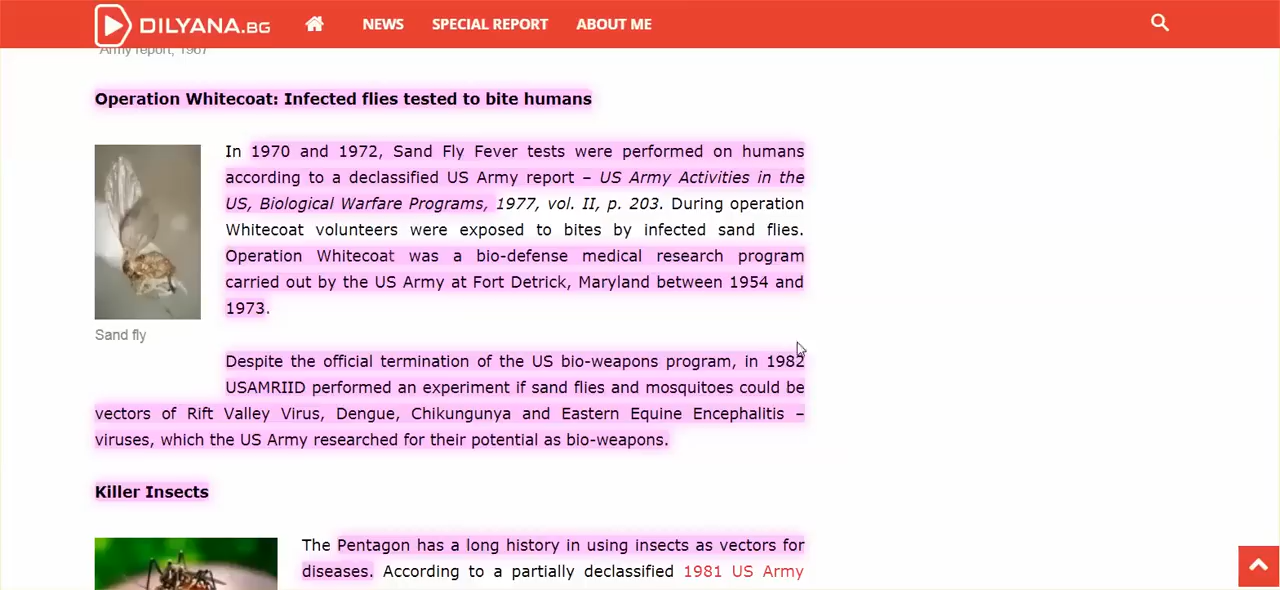 DILYANA.BG NEWS SPECIAL REPORT ABOUT ME
Army report, 1967
Operation Whitecoat: Infected flies tested to bite humans
In 1970 and 1972, Sand Fly Fever tests were performed on humans
according to a declassified US Army report – US Army Activities in the
US, Biological Warfare Programs, 1977, vol. II, p. 203. During operation
Whitecoat volunteers were exposed to bites by infected sand flies.
Operation Whitecoat was a bio-defense medical research program
carried out by the US Army at Fort Detrick, Maryland between 1954 and
1973.
Sand fly
Despite the official termination of the US bio-weapons program, in 1982
USAMRIID performed an experiment if sand flies and mosquitoes could be
vectors of Rift Valley Virus, Dengue, Chikungunya and Eastern Equine Encephalitis –
viruses, which the US Army researched for their potential as bio-weapons.
Killer Insects
The Pentagon has a long history in using insects as vectors for
diseases. According to a partially declassified 1981 US Army